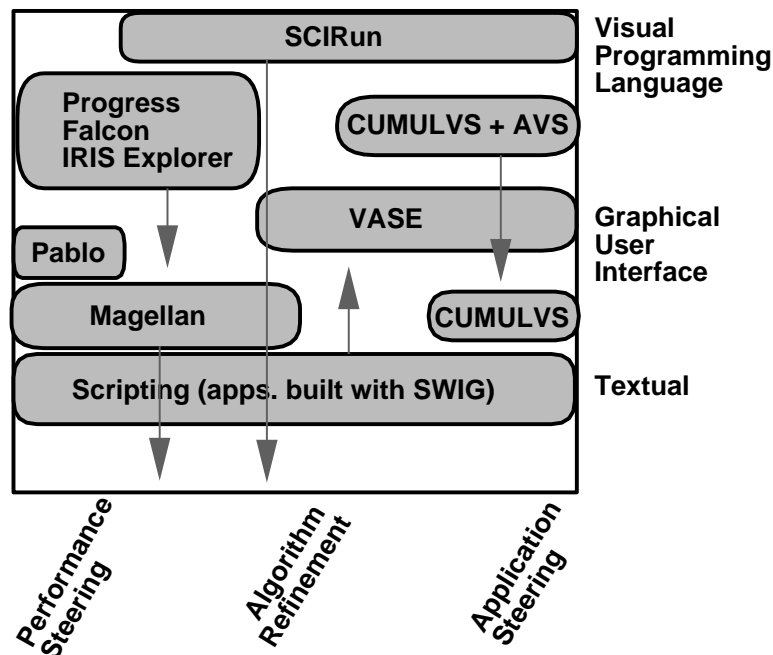 SCIRun
Visual
Programming
Language
Progress
Falcon
IRIS Explorer
CUMULVS + AVS
VASE
Graphical
User
Interface
Pablo
Magellan
CUMULVS
Scripting (apps. built with SWIG)
Textual
Performance
Steering
Algorithm
Refinement
Application
Steering